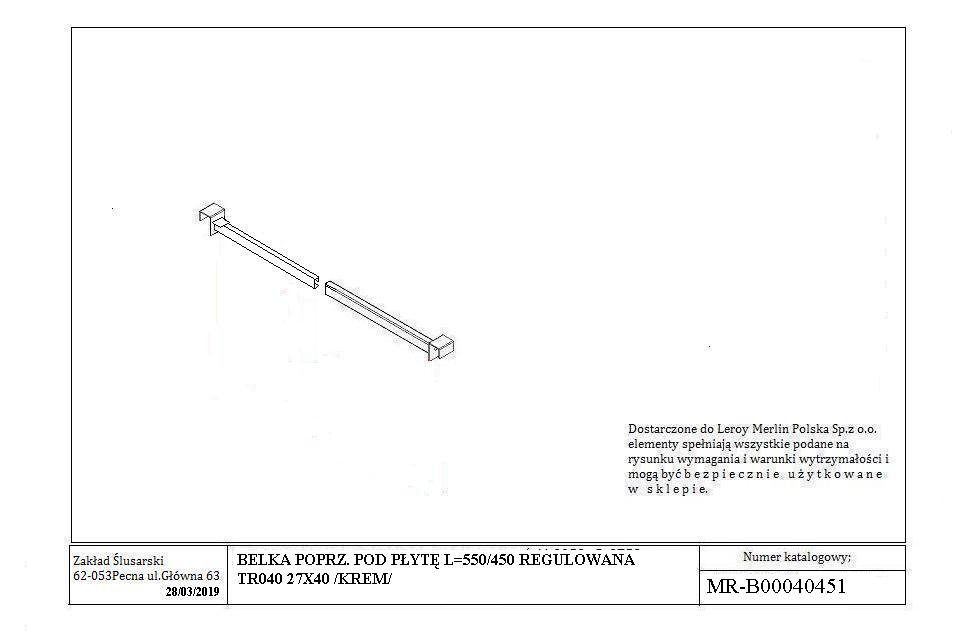 Dostarczone do Leroy Merlin Polska Sp.z o.o.
elementy spełniają wszystkie podane na
rysunku wymagania i warunki wytrzymałości i
mogą być b e z p i e c z n i e u ż y t k o w a n e
w s k l e p i e.
Zakład Ślusarski
62-053Pecna ul.Główna 63
28/03/2019
BELKA POPRZ. POD PŁYTĘ L=550/450 REGULOWANA
TR040 27X40 /KREM/
Numer katalogowy;
MR-B00040451